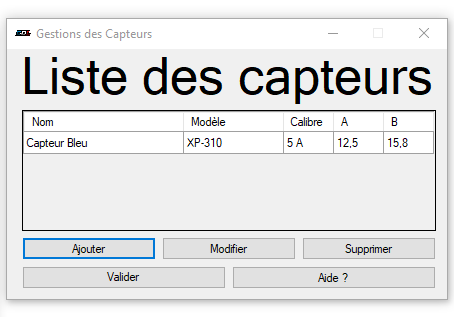 Gestions des Capteurs
Liste des capteurs
Nom Modèle Calibre A B
Capteur Bleu XP-310 5 A 12,5 15,8
Ajouter Modifier Supprimer
Valider Aide ?